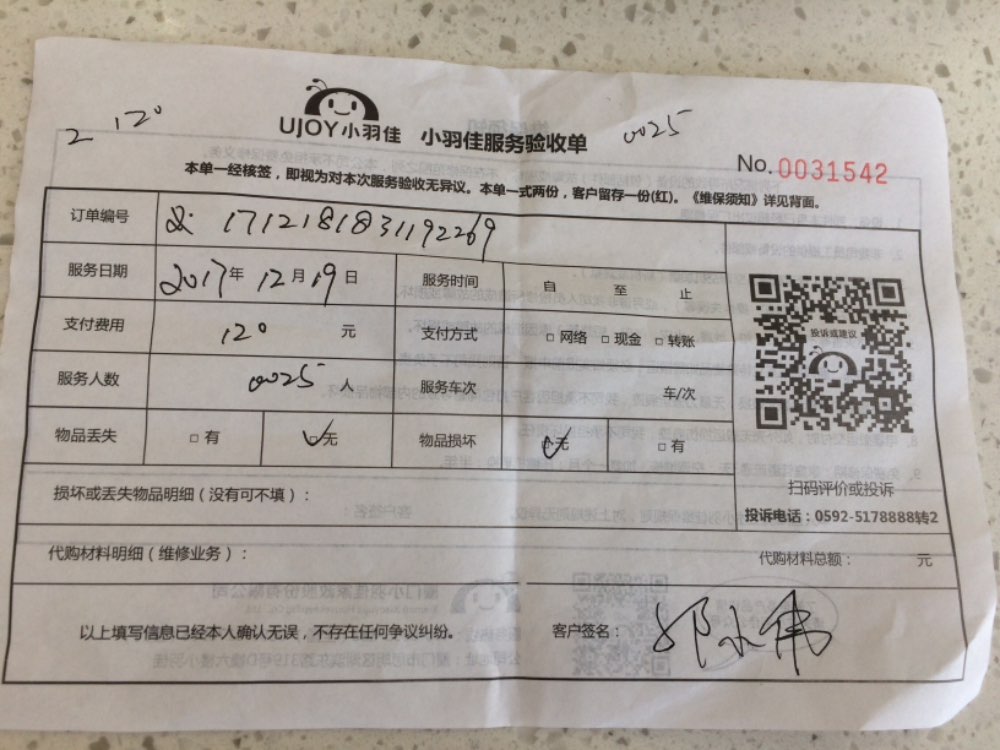 2 120
UJOY小羽佳 小羽佳服务验收单
0025
No. 0031542
本单一经核签，即视为对本次服务验收无异议。本单一式两份，客户留存一份(红)。《维保须知》详见背面。
订单编号 1712181831192269
服务日期 2017年12月19日 服务时间 自 至 止
支付费用 120 元 支付方式 □ 网络 □ 现金 □ 转账
服务人数 0025 人 服务车次 车/次
物品丢失 □ 有 ✓无 物品损坏 ✓无 □ 有
投诉或建议
扫码评价或投诉
投诉电话：0592-5178888转2
损坏或丢失物品明细（没有可不填）：
代购材料明细（维修业务）： 代购材料总额： 元
以上填写信息已经本人确认无误，不存在任何争议纠纷。 客户签名：